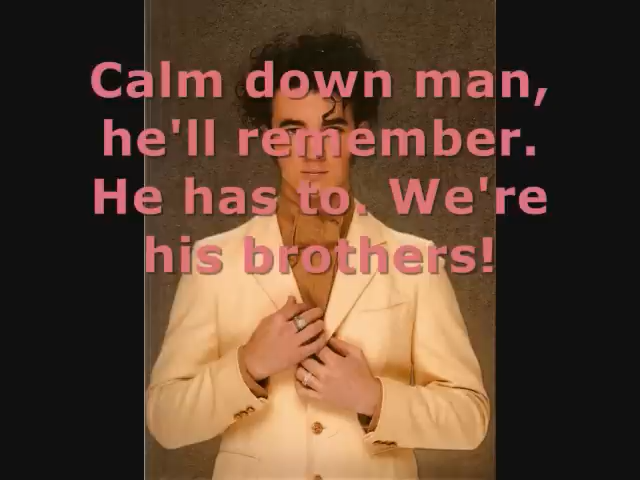 Calm down man,
he'll remember.
He has to. We're
his brothers!